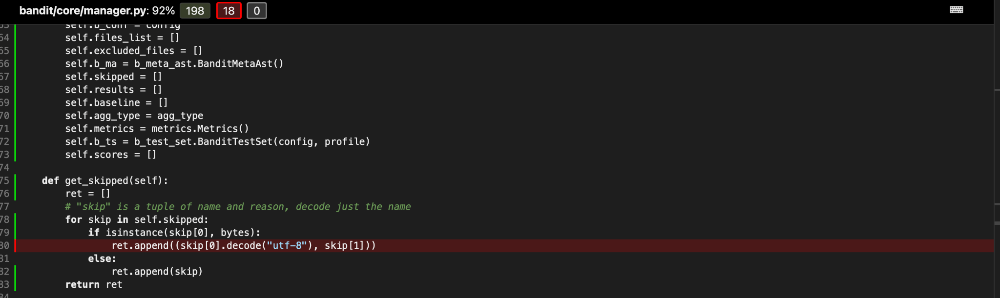 bandit/core/manager.py: 92% 198 18 0
63 self.b_conf = config
64 self.files_list = []
65 self.excluded_files = []
66 self.b_ma = b_meta_ast.BanditMetaAst()
67 self.skipped = []
68 self.results = []
69 self.baseline = []
70 self.agg_type = agg_type
71 self.metrics = metrics.Metrics()
72 self.b_ts = b_test_set.BanditTestSet(config, profile)
73 self.scores = []
74
75 def get_skipped(self):
76 ret = []
77 # "skip" is a tuple of name and reason, decode just the name
78 for skip in self.skipped:
79 if isinstance(skip[0], bytes):
80 ret.append((skip[0].decode("utf-8"), skip[1]))
81 else:
82 ret.append(skip)
83 return ret
84